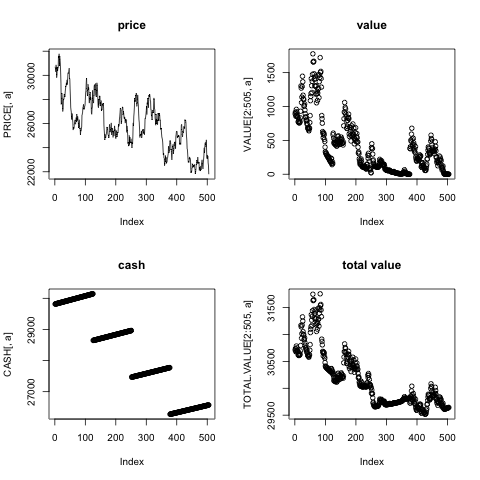 price
PRICE[, a]
22000 26000 30000
0 100 200 300 400 500
Index
value
VALUE[2:505, a]
0 500 1000 1500
0 100 200 300 400 500
Index
cash
CASH[, a]
27000 29000
0 100 200 300 400 500
Index
total value
TOTAL.VALUE[2:505, a]
29500 30500 31500
0 100 200 300 400 500
Index